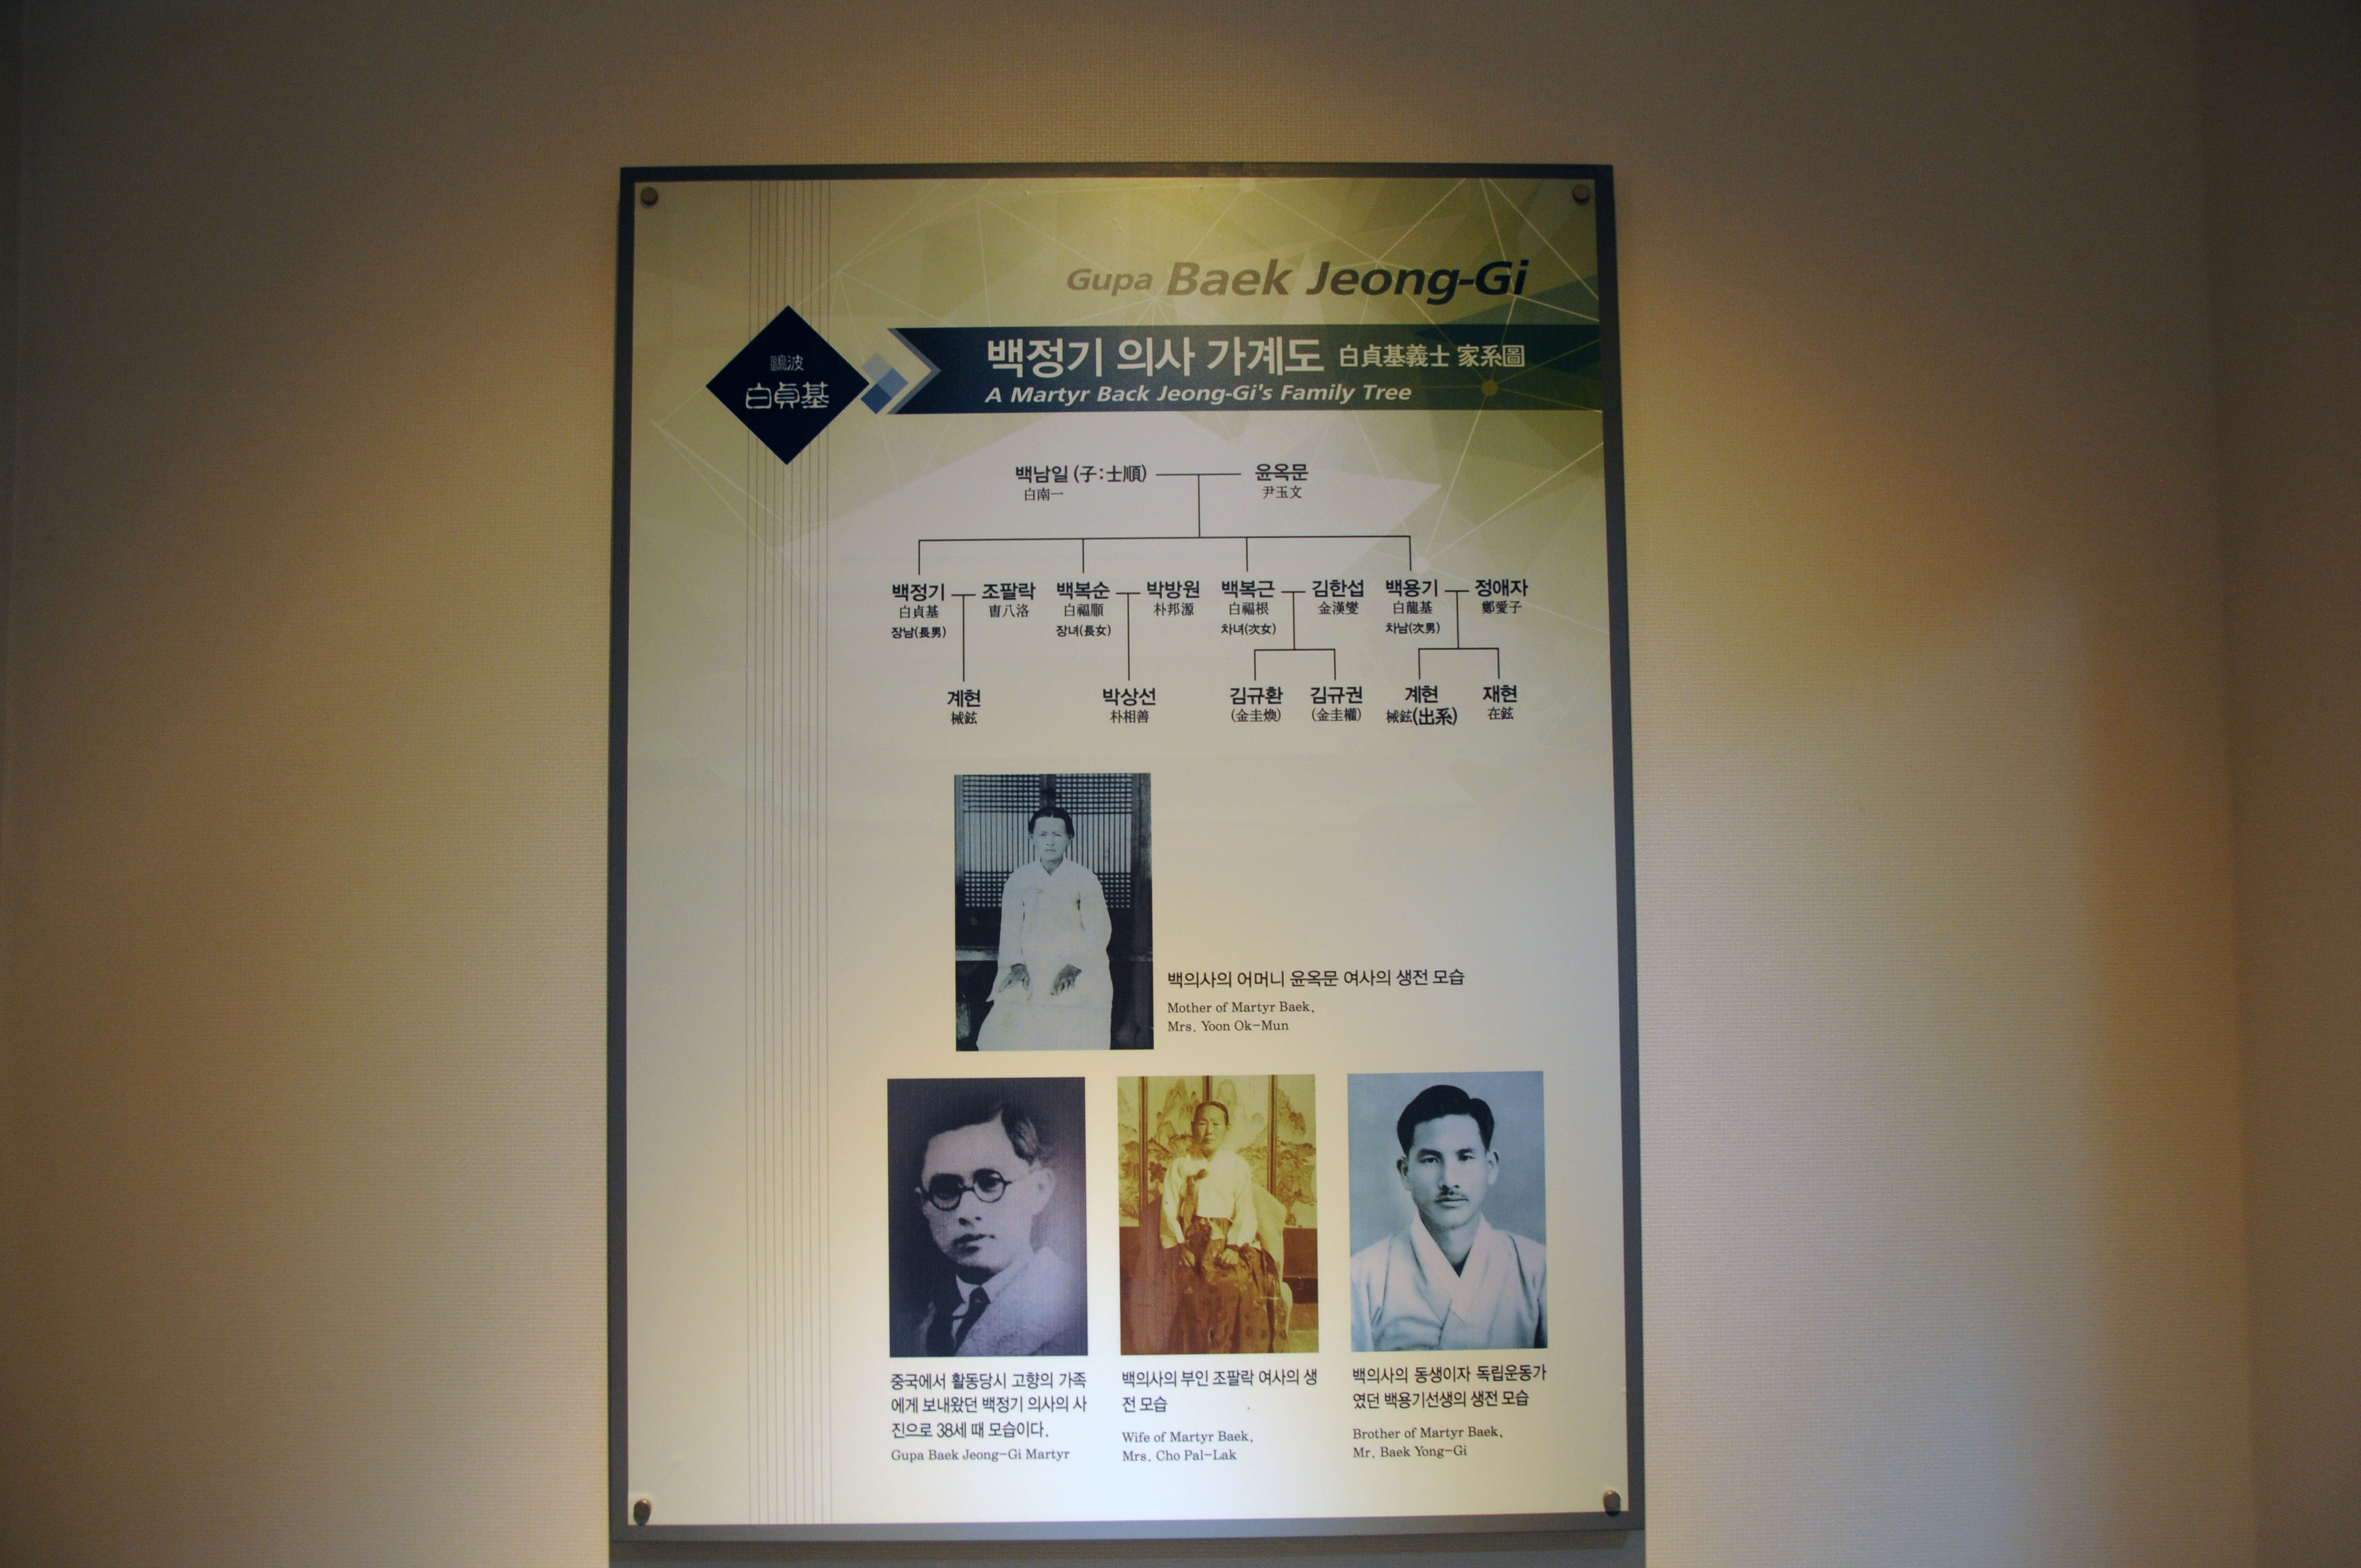 Gupa Baek Jeong-Gi
鷗波
白貞基
백정기 의사 가계도 白貞基義士 家系圖
A Martyr Back Jeong-Gi's Family Tree
백남일 (子:士順) 윤옥문
白南一 尹玉文
백정기 조팔락 백복순 박방원 백복근 김한섭 백용기 정애자
白貞基 曺八洛 白福順 朴邦源 白福根 金漢燮 白龍基 鄭愛子
장남(長男) 장녀(長女) 차녀(次女) 차남(次男)
계현 박상선 김규환 김규권 계현 재현
械鉉 朴相善 (金圭煥) (金圭權) 械鉉(出系) 在鉉
백의사의 어머니 윤옥문 여사의 생전 모습
Mother of Martyr Baek,
Mrs. Yoon Ok-Mun
중국에서 활동당시 고향의 가족
에게 보내왔던 백정기 의사의 사
진으로 38세 때 모습이다.
Gupa Baek Jeong-Gi Martyr
백의사의 부인 조팔락 여사의 생
전 모습
Wife of Martyr Baek,
Mrs. Cho Pal-Lak
백의사의 동생이자 독립운동가
였던 백용기선생의 생전 모습
Brother of Martyr Baek,
Mr. Baek Yong-Gi